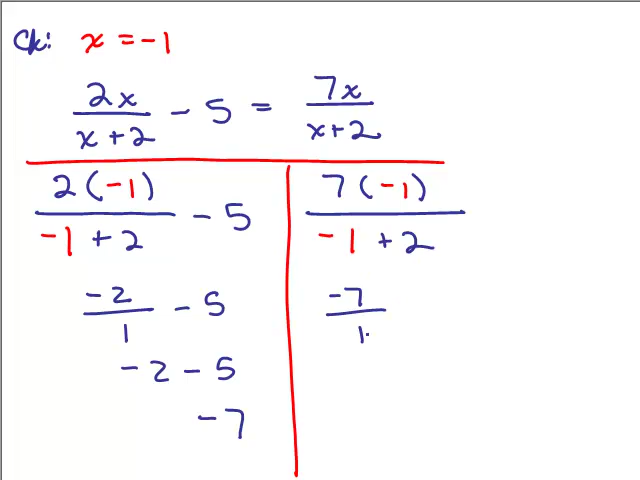 Ck: x = -1
2x/(x+2) - 5 = 7x/(x+2)
2(-1)/(-1+2) - 5
-2/1 - 5
-2 - 5
-7
7(-1)/(-1+2)
-7/1